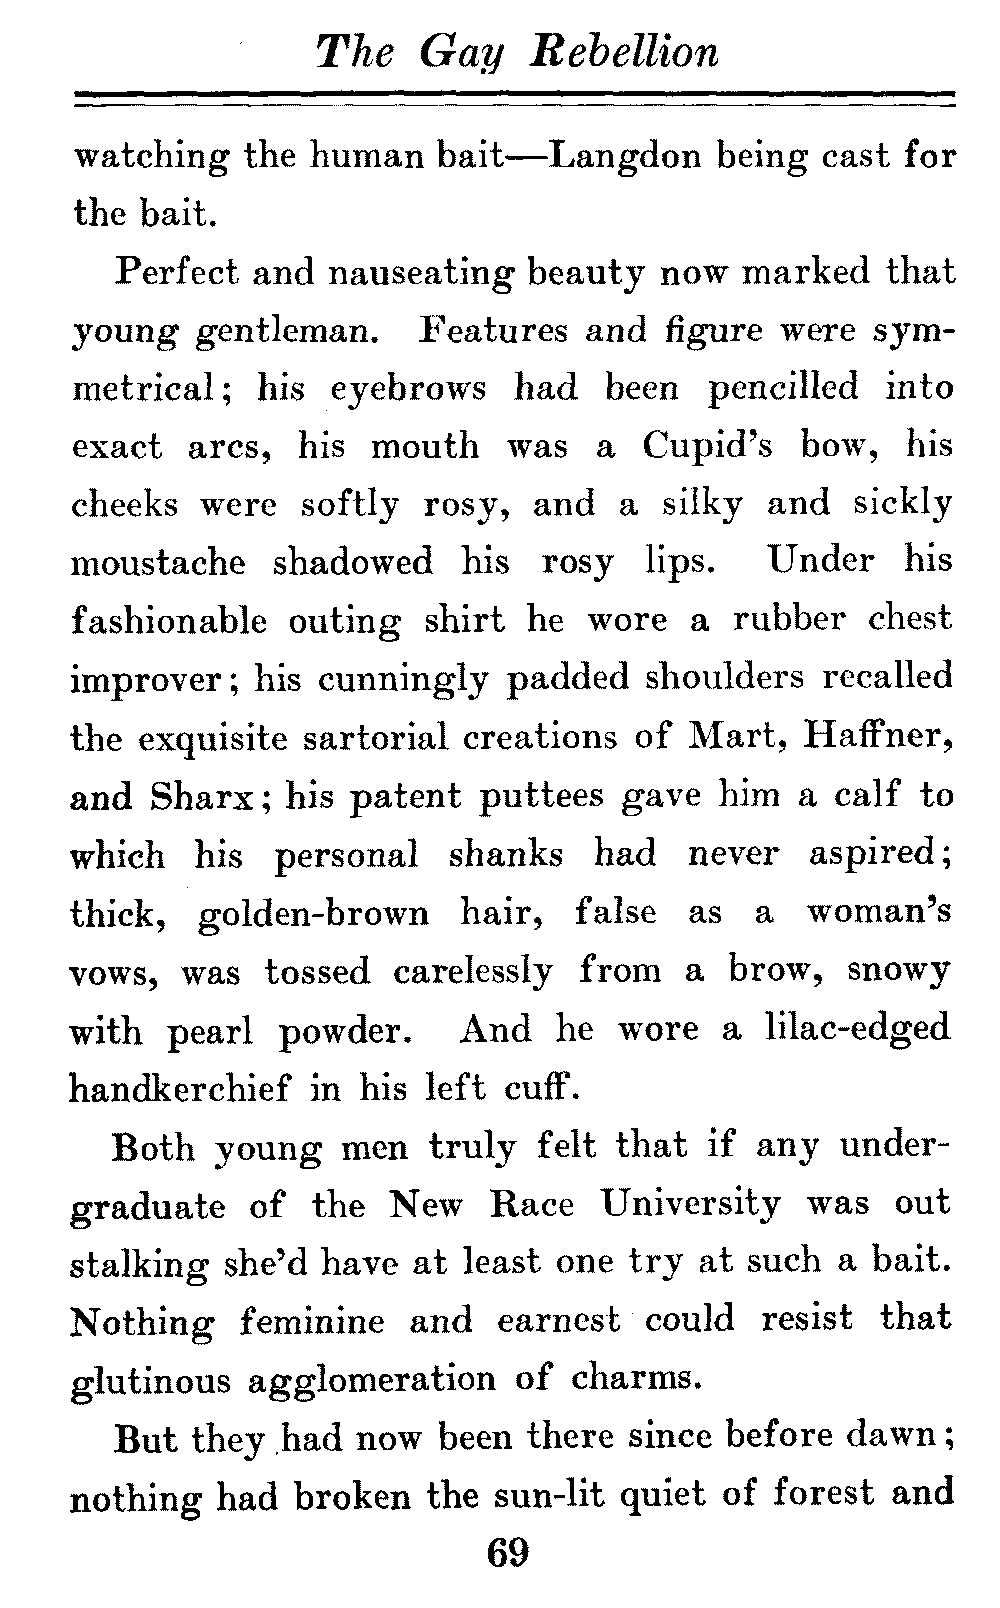 The Gay Rebellion
watching the human bait—Langdon being cast for
the bait.
Perfect and nauseating beauty now marked that
young gentleman. Features and figure were sym-
metrical; his eyebrows had been pencilled into
exact arcs, his mouth was a Cupid's bow, his
cheeks were softly rosy, and a silky and sickly
moustache shadowed his rosy lips. Under his
fashionable outing shirt he wore a rubber chest
improver; his cunningly padded shoulders recalled
the exquisite sartorial creations of Mart, Haffner,
and Sharx; his patent puttees gave him a calf to
which his personal shanks had never aspired;
thick, golden-brown hair, false as a woman's
vows, was tossed carelessly from a brow, snowy
with pearl powder. And he wore a lilac-edged
handkerchief in his left cuff.
Both young men truly felt that if any under-
graduate of the New Race University was out
stalking she'd have at least one try at such a bait.
Nothing feminine and earnest could resist that
glutinous agglomeration of charms.
But they had now been there since before dawn;
nothing had broken the sun-lit quiet of forest and
69